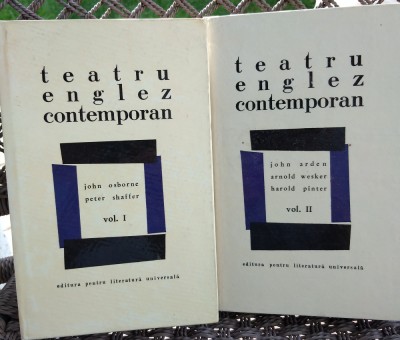 teatru
englez
contemporan
john osborne
peter shaffer
vol. I
editura pentru literatură universală
teatru
englez
contemporan
john arden
arnold wesker
harold pinter
vol. II
editura pentru literatură universală